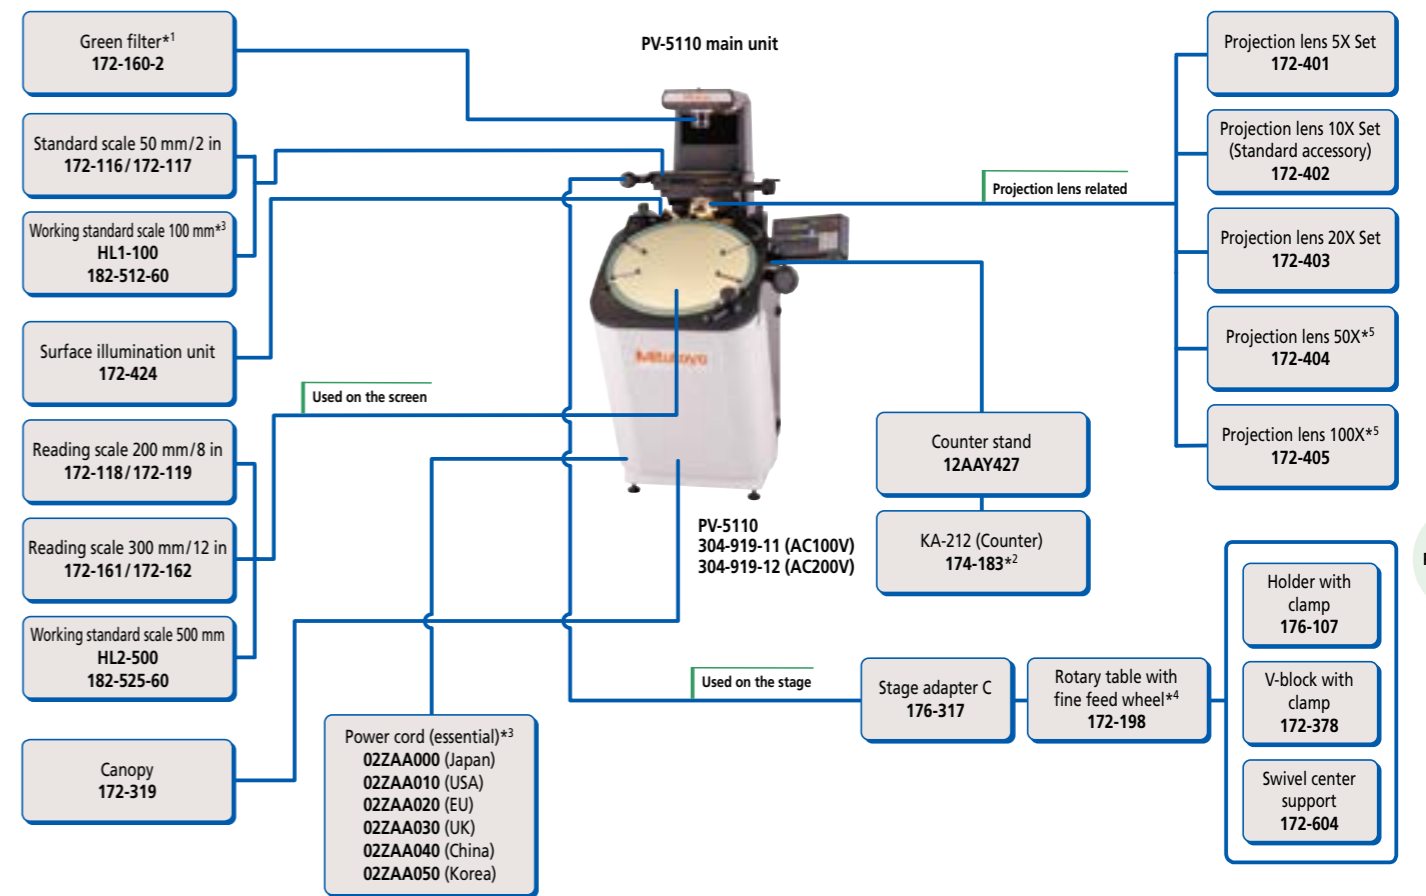 Green filter*1
172-160-2
Standard scale 50 mm/2 in
172-116/172-117
Working standard scale 100 mm*3
HL1-100
182-512-60
Surface illumination unit
172-424
Used on the screen
Reading scale 200 mm/8 in
172-118/172-119
Reading scale 300 mm/12 in
172-161/172-162
Working standard scale 500 mm
HL2-500
182-525-60
Canopy
172-319
Power cord (essential)*3
02ZAA000 (Japan)
02ZAA010 (USA)
02ZAA020 (EU)
02ZAA030 (UK)
02ZAA040 (China)
02ZAA050 (Korea)
PV-5110 main unit
Mitutoyo
PV-5110
304-919-11 (AC100V)
304-919-12 (AC200V)
Projection lens related
Projection lens 5X Set
172-401
Projection lens 10X Set
(Standard accessory)
172-402
Projection lens 20X Set
172-403
Projection lens 50X*5
172-404
Projection lens 100X*5
172-405
Counter stand
12AAY427
KA-212 (Counter)
174-183*2
Used on the stage
Stage adapter C
176-317
Rotary table with
fine feed wheel*4
172-198
Holder with
clamp
176-107
V-block with
clamp
172-378
Swivel center
support
172-604